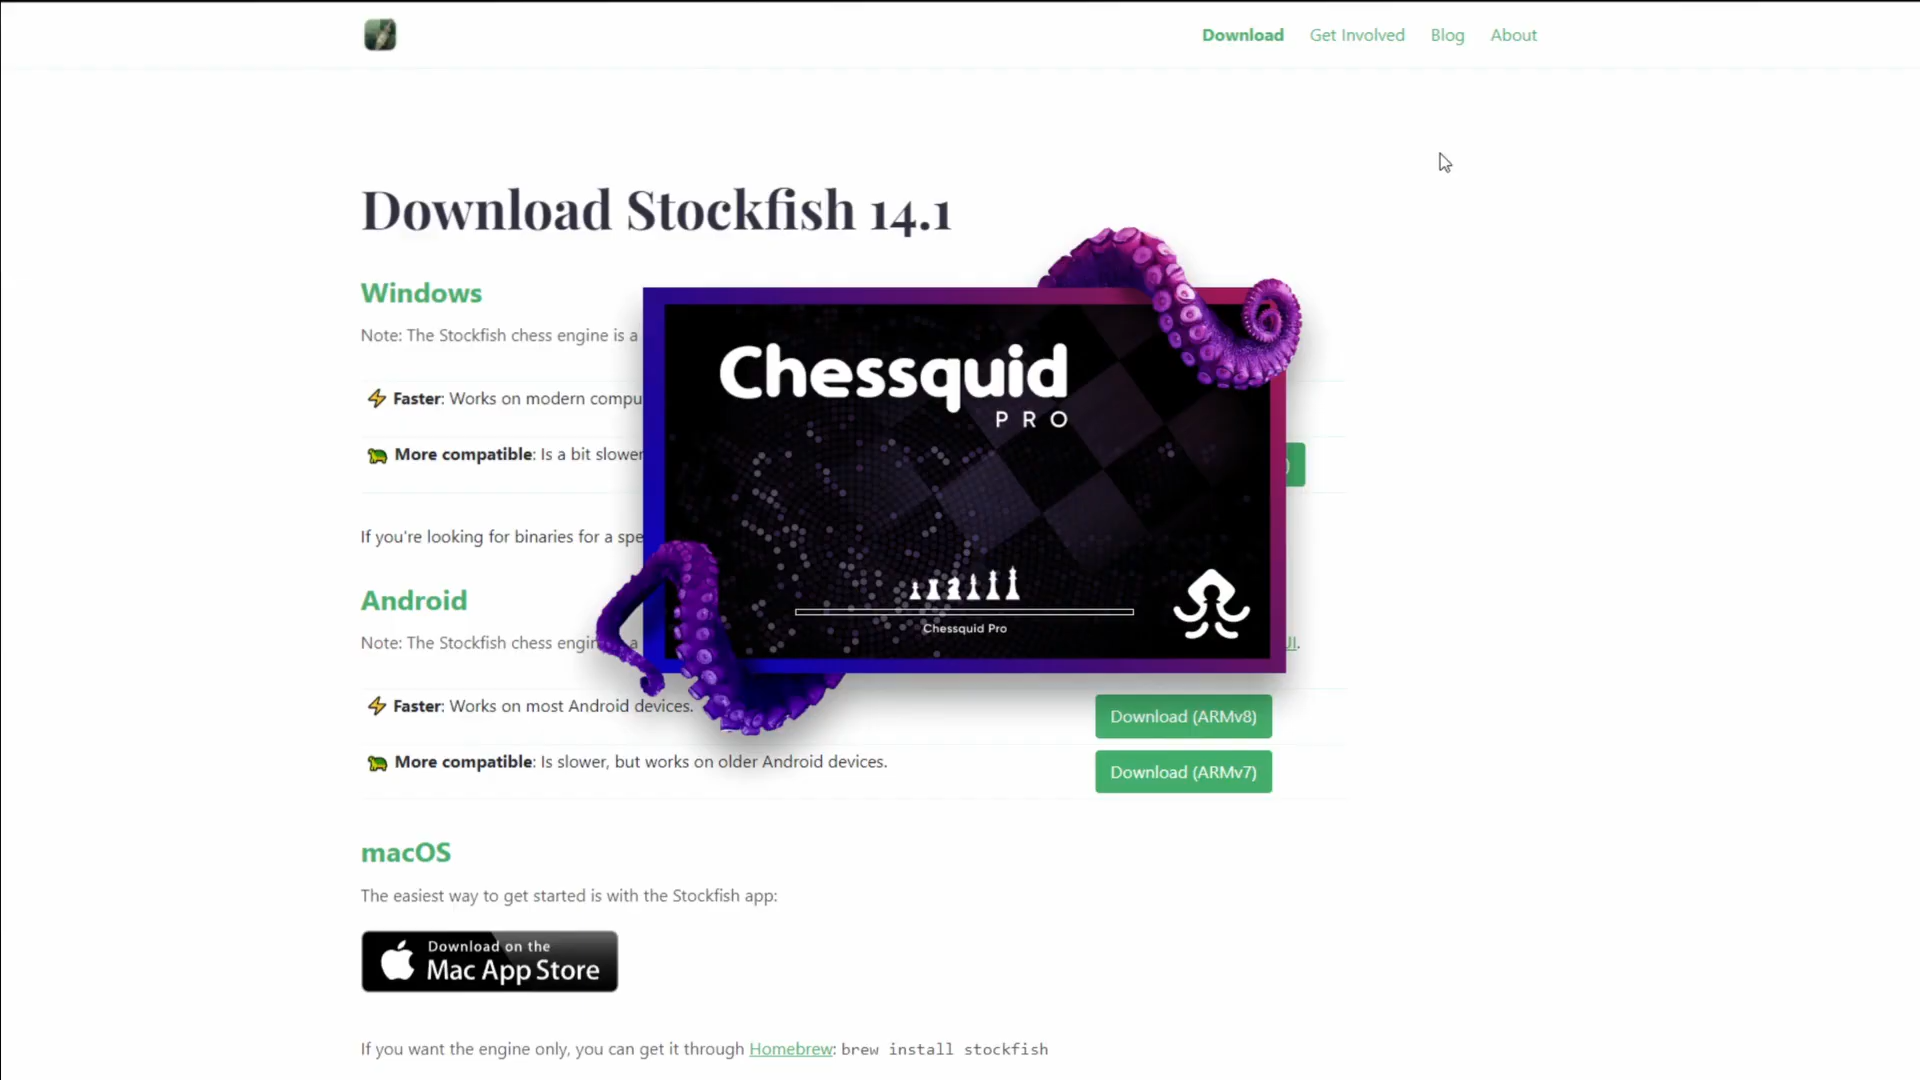 Download Get Involved Blog About
Download Stockfish 14.1
Windows
Note: The Stockfish chess engine is a
Faster: Works on modern compu
More compatible: Is a bit slower
)
If you're looking for binaries for a spe
Chessquid
PRO
Chessquid Pro
Android
Note: The Stockfish chess engin a
UI.
Faster: Works on most Android devices.
Download (ARMv8)
More compatible: Is slower, but works on older Android devices.
Download (ARMv7)
macOS
The easiest way to get started is with the Stockfish app:
Download on the
Mac App Store
If you want the engine only, you can get it through Homebrew: brew install stockfish